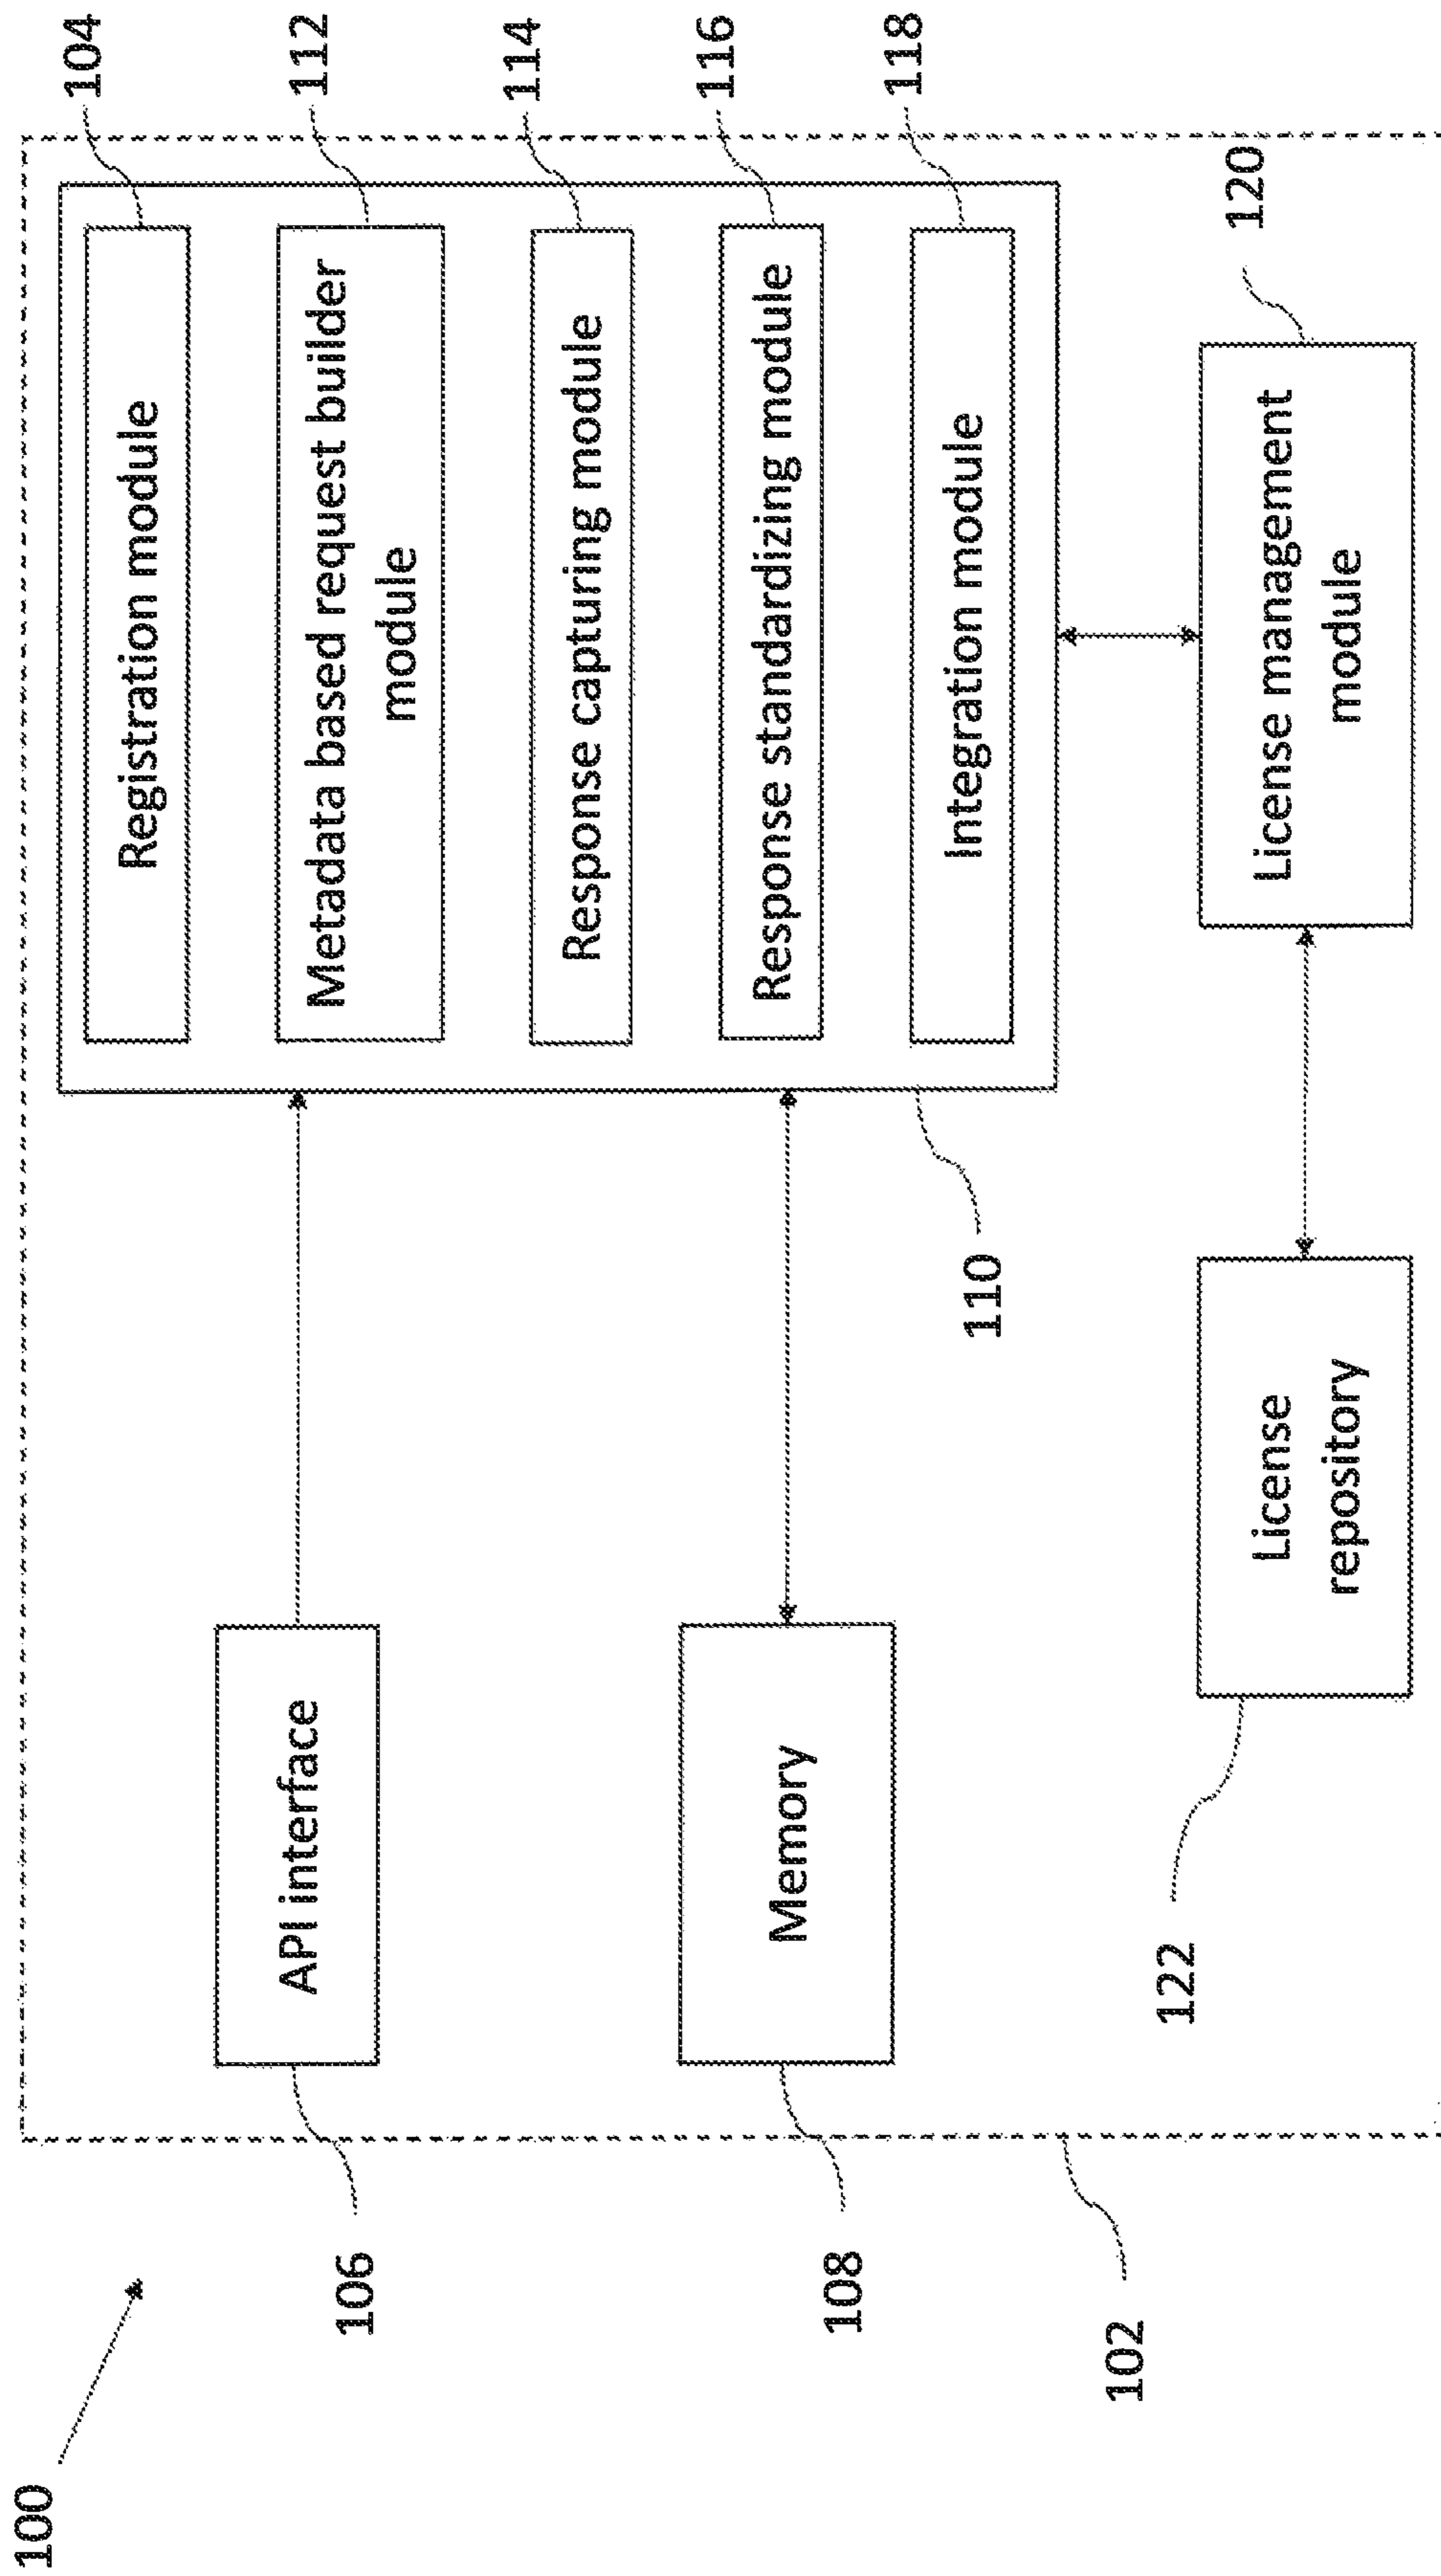 100
104
Registration module
106
API interface
112
Metadata based request builder
module
114
Response capturing module
108
Memory
116
Response standardizing module
118
Integration module
110
102
122
License
repository
120
License management
module